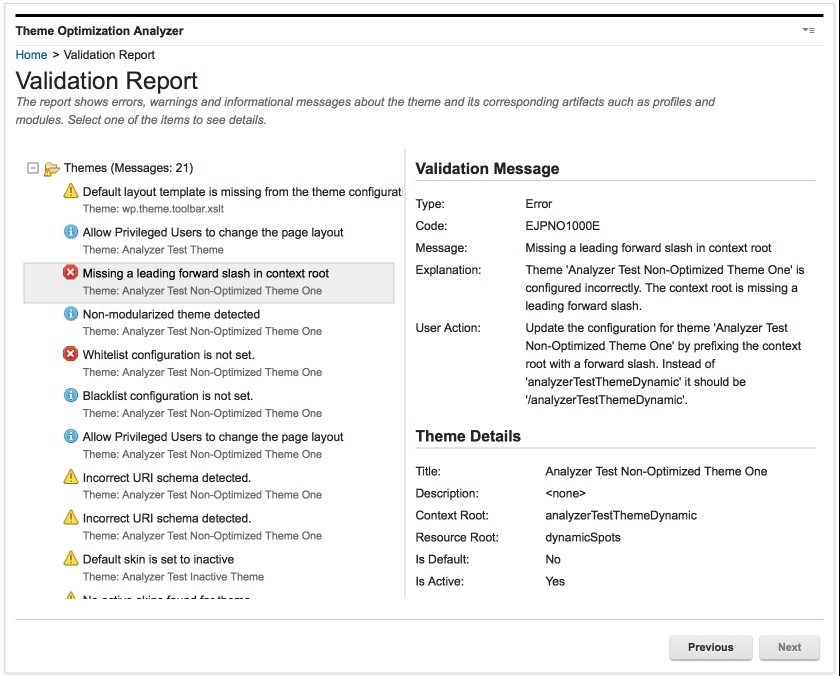 Theme Optimization Analyzer
Home > Validation Report
Validation Report
The report shows errors, warnings and informational messages about the theme and its corresponding artifacts auch as profiles and
modules. Select one of the items to see details.
Themes (Messages: 21)
Default layout template is missing from the theme configurat
Theme: wp.theme.toolbar.xslt
Allow Privileged Users to change the page layout
Theme: Analyzer Test Theme
Missing a leading forward slash in context root
Theme: Analyzer Test Non-Optimized Theme One
Non-modularized theme detected
Theme: Analyzer Test Non-Optimized Theme One
Whitelist configuration is not set.
Theme: Analyzer Test Non-Optimized Theme One
Blacklist configuration is not set.
Theme: Analyzer Test Non-Optimized Theme One
Allow Privileged Users to change the page layout
Theme: Analyzer Test Non-Optimized Theme One
Incorrect URI schema detected.
Theme: Analyzer Test Non-Optimized Theme One
Incorrect URI schema detected.
Theme: Analyzer Test Non-Optimized Theme One
Default skin is set to inactive
Theme: Analyzer Test Inactive Theme
No active skins found for theme
Validation Message
Type: Error
Code: EJPNO1000E
Message: Missing a leading forward slash in context root
Explanation: Theme 'Analyzer Test Non-Optimized Theme One' is
configured incorrectly. The context root is missing a
leading forward slash.
User Action: Update the configuration for theme 'Analyzer Test
Non-Optimized Theme One' by prefixing the context
root with a forward slash. Instead of
'analyzerTestThemeDynamic' it should be
'/analyzerTestThemeDynamic'.
Theme Details
Title: Analyzer Test Non-Optimized Theme One
Description: <none>
Context Root: analyzerTestThemeDynamic
Resource Root: dynamicSpots
Is Default: No
Is Active: Yes
Previous
Next